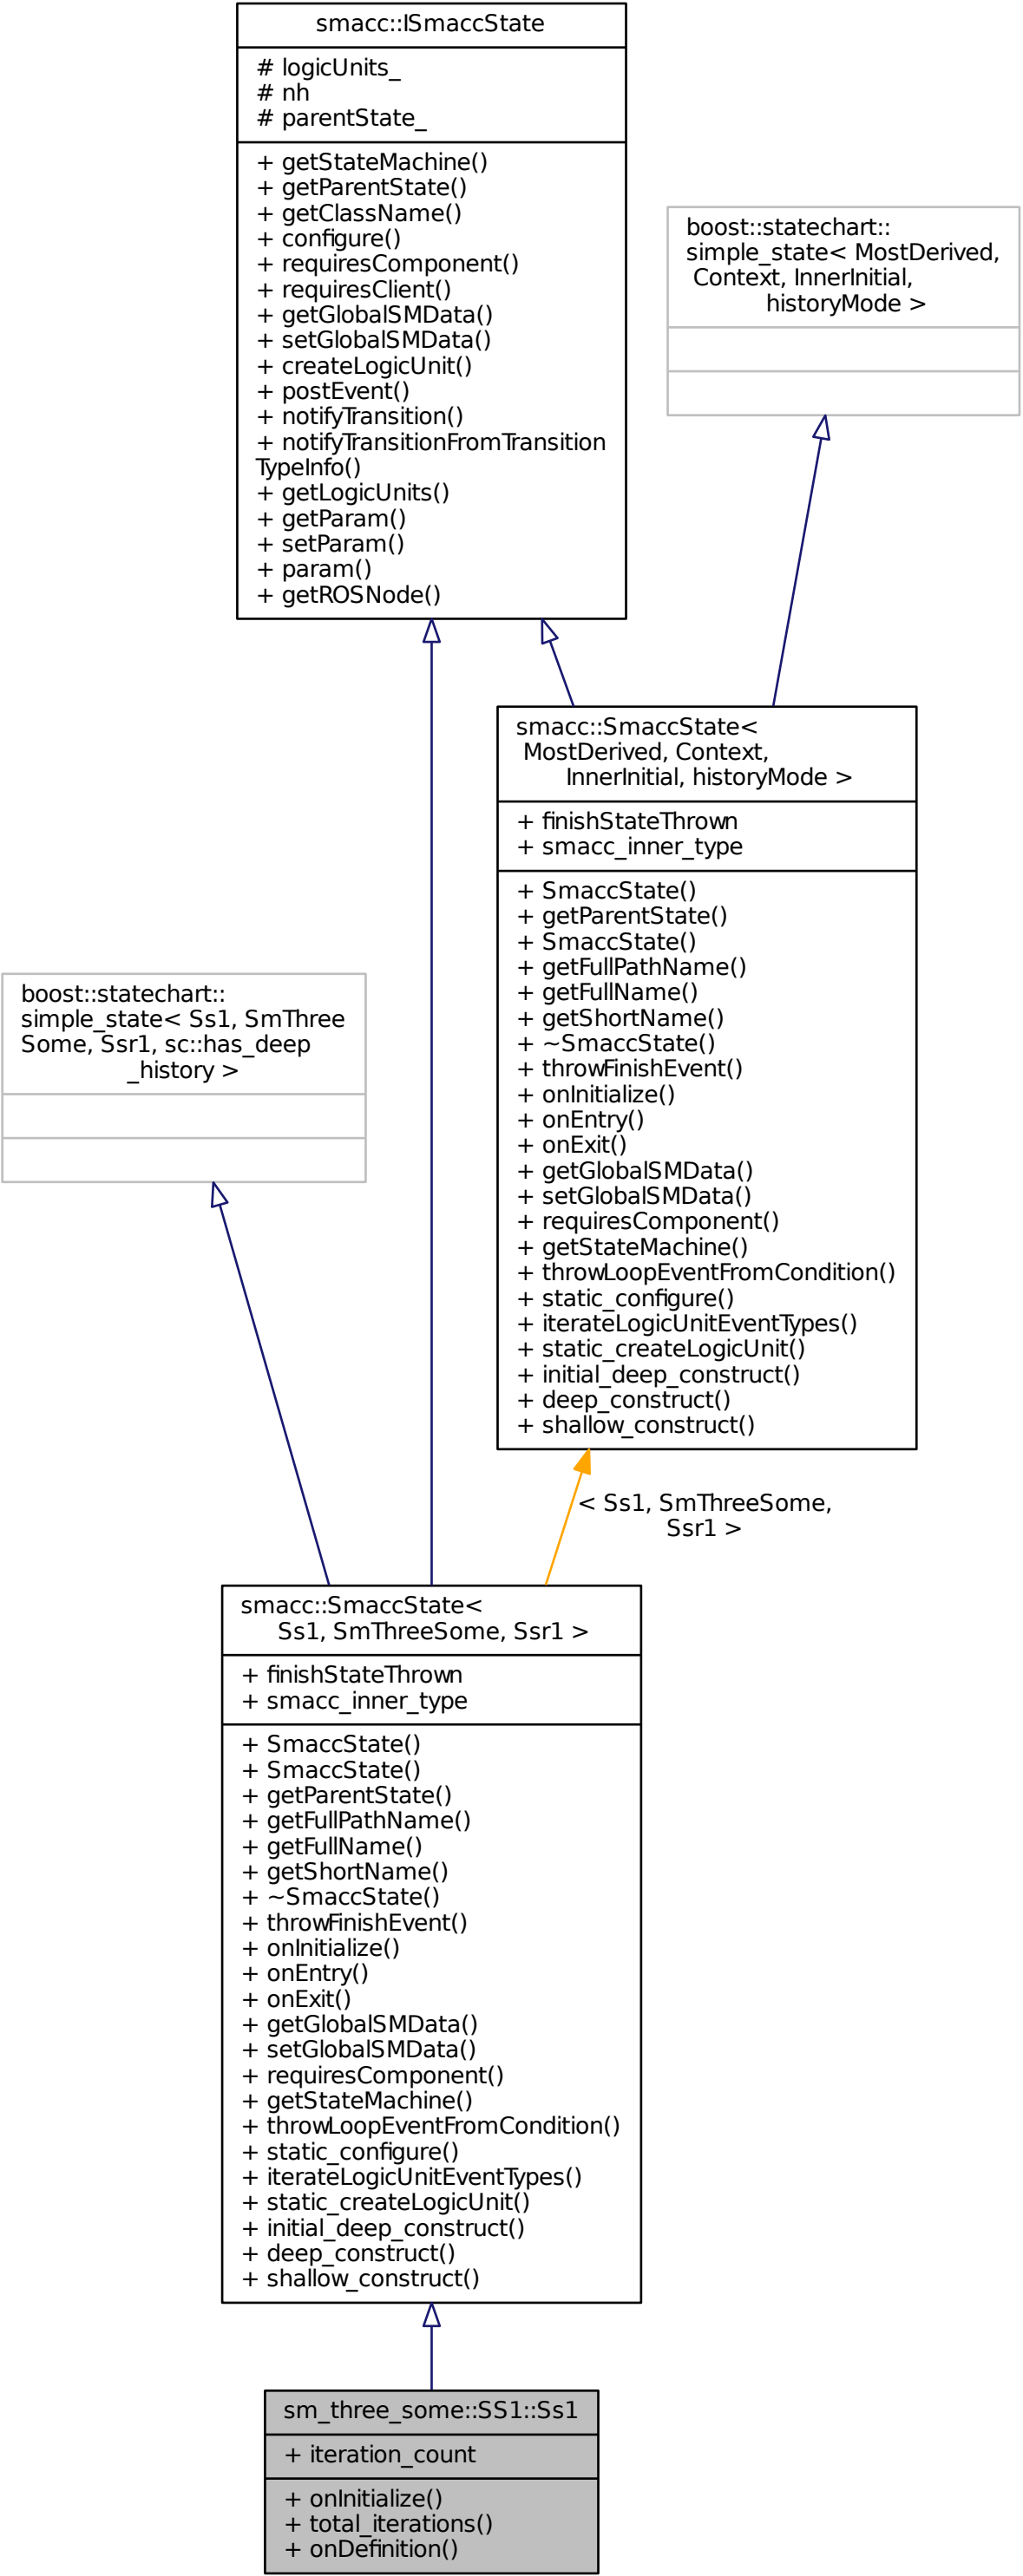 smacc::ISmaccState
# logicUnits_
# nh
# parentState_
+ getStateMachine()
+ getParentState()
+ getClassName()
+ configure()
+ requiresComponent()
+ requiresClient()
+ getGlobalSMData()
+ setGlobalSMData()
+ createLogicUnit()
+ postEvent()
+ notifyTransition()
+ notifyTransitionFromTransition
TypeInfo()
+ getLogicUnits()
+ getParam()
+ setParam()
+ param()
+ getROSNode()
boost::statechart::
simple_state< MostDerived,
Context, InnerInitial,
historyMode >
smacc::SmaccState<
MostDerived, Context,
InnerInitial, historyMode >
+ finishStateThrown
+ smacc_inner_type
+ SmaccState()
+ getParentState()
+ SmaccState()
+ getFullPathName()
+ getFullName()
+ getShortName()
+ ~SmaccState()
+ throwFinishEvent()
+ onInitialize()
+ onEntry()
+ onExit()
+ getGlobalSMData()
+ setGlobalSMData()
+ requiresComponent()
+ getStateMachine()
+ throwLoopEventFromCondition()
+ static_configure()
+ iterateLogicUnitEventTypes()
+ static_createLogicUnit()
+ initial_deep_construct()
+ deep_construct()
+ shallow_construct()
boost::statechart::
simple_state< Ss1, SmThree
Some, Ssr1, sc::has_deep
_history >
< Ss1, SmThreeSome,
Ssr1 >
smacc::SmaccState<
Ss1, SmThreeSome, Ssr1 >
+ finishStateThrown
+ smacc_inner_type
+ SmaccState()
+ SmaccState()
+ getParentState()
+ getFullPathName()
+ getFullName()
+ getShortName()
+ ~SmaccState()
+ throwFinishEvent()
+ onInitialize()
+ onEntry()
+ onExit()
+ getGlobalSMData()
+ setGlobalSMData()
+ requiresComponent()
+ getStateMachine()
+ throwLoopEventFromCondition()
+ static_configure()
+ iterateLogicUnitEventTypes()
+ static_createLogicUnit()
+ initial_deep_construct()
+ deep_construct()
+ shallow_construct()
sm_three_some::SS1::Ss1
+ iteration_count
+ onInitialize()
+ total_iterations()
+ onDefinition()